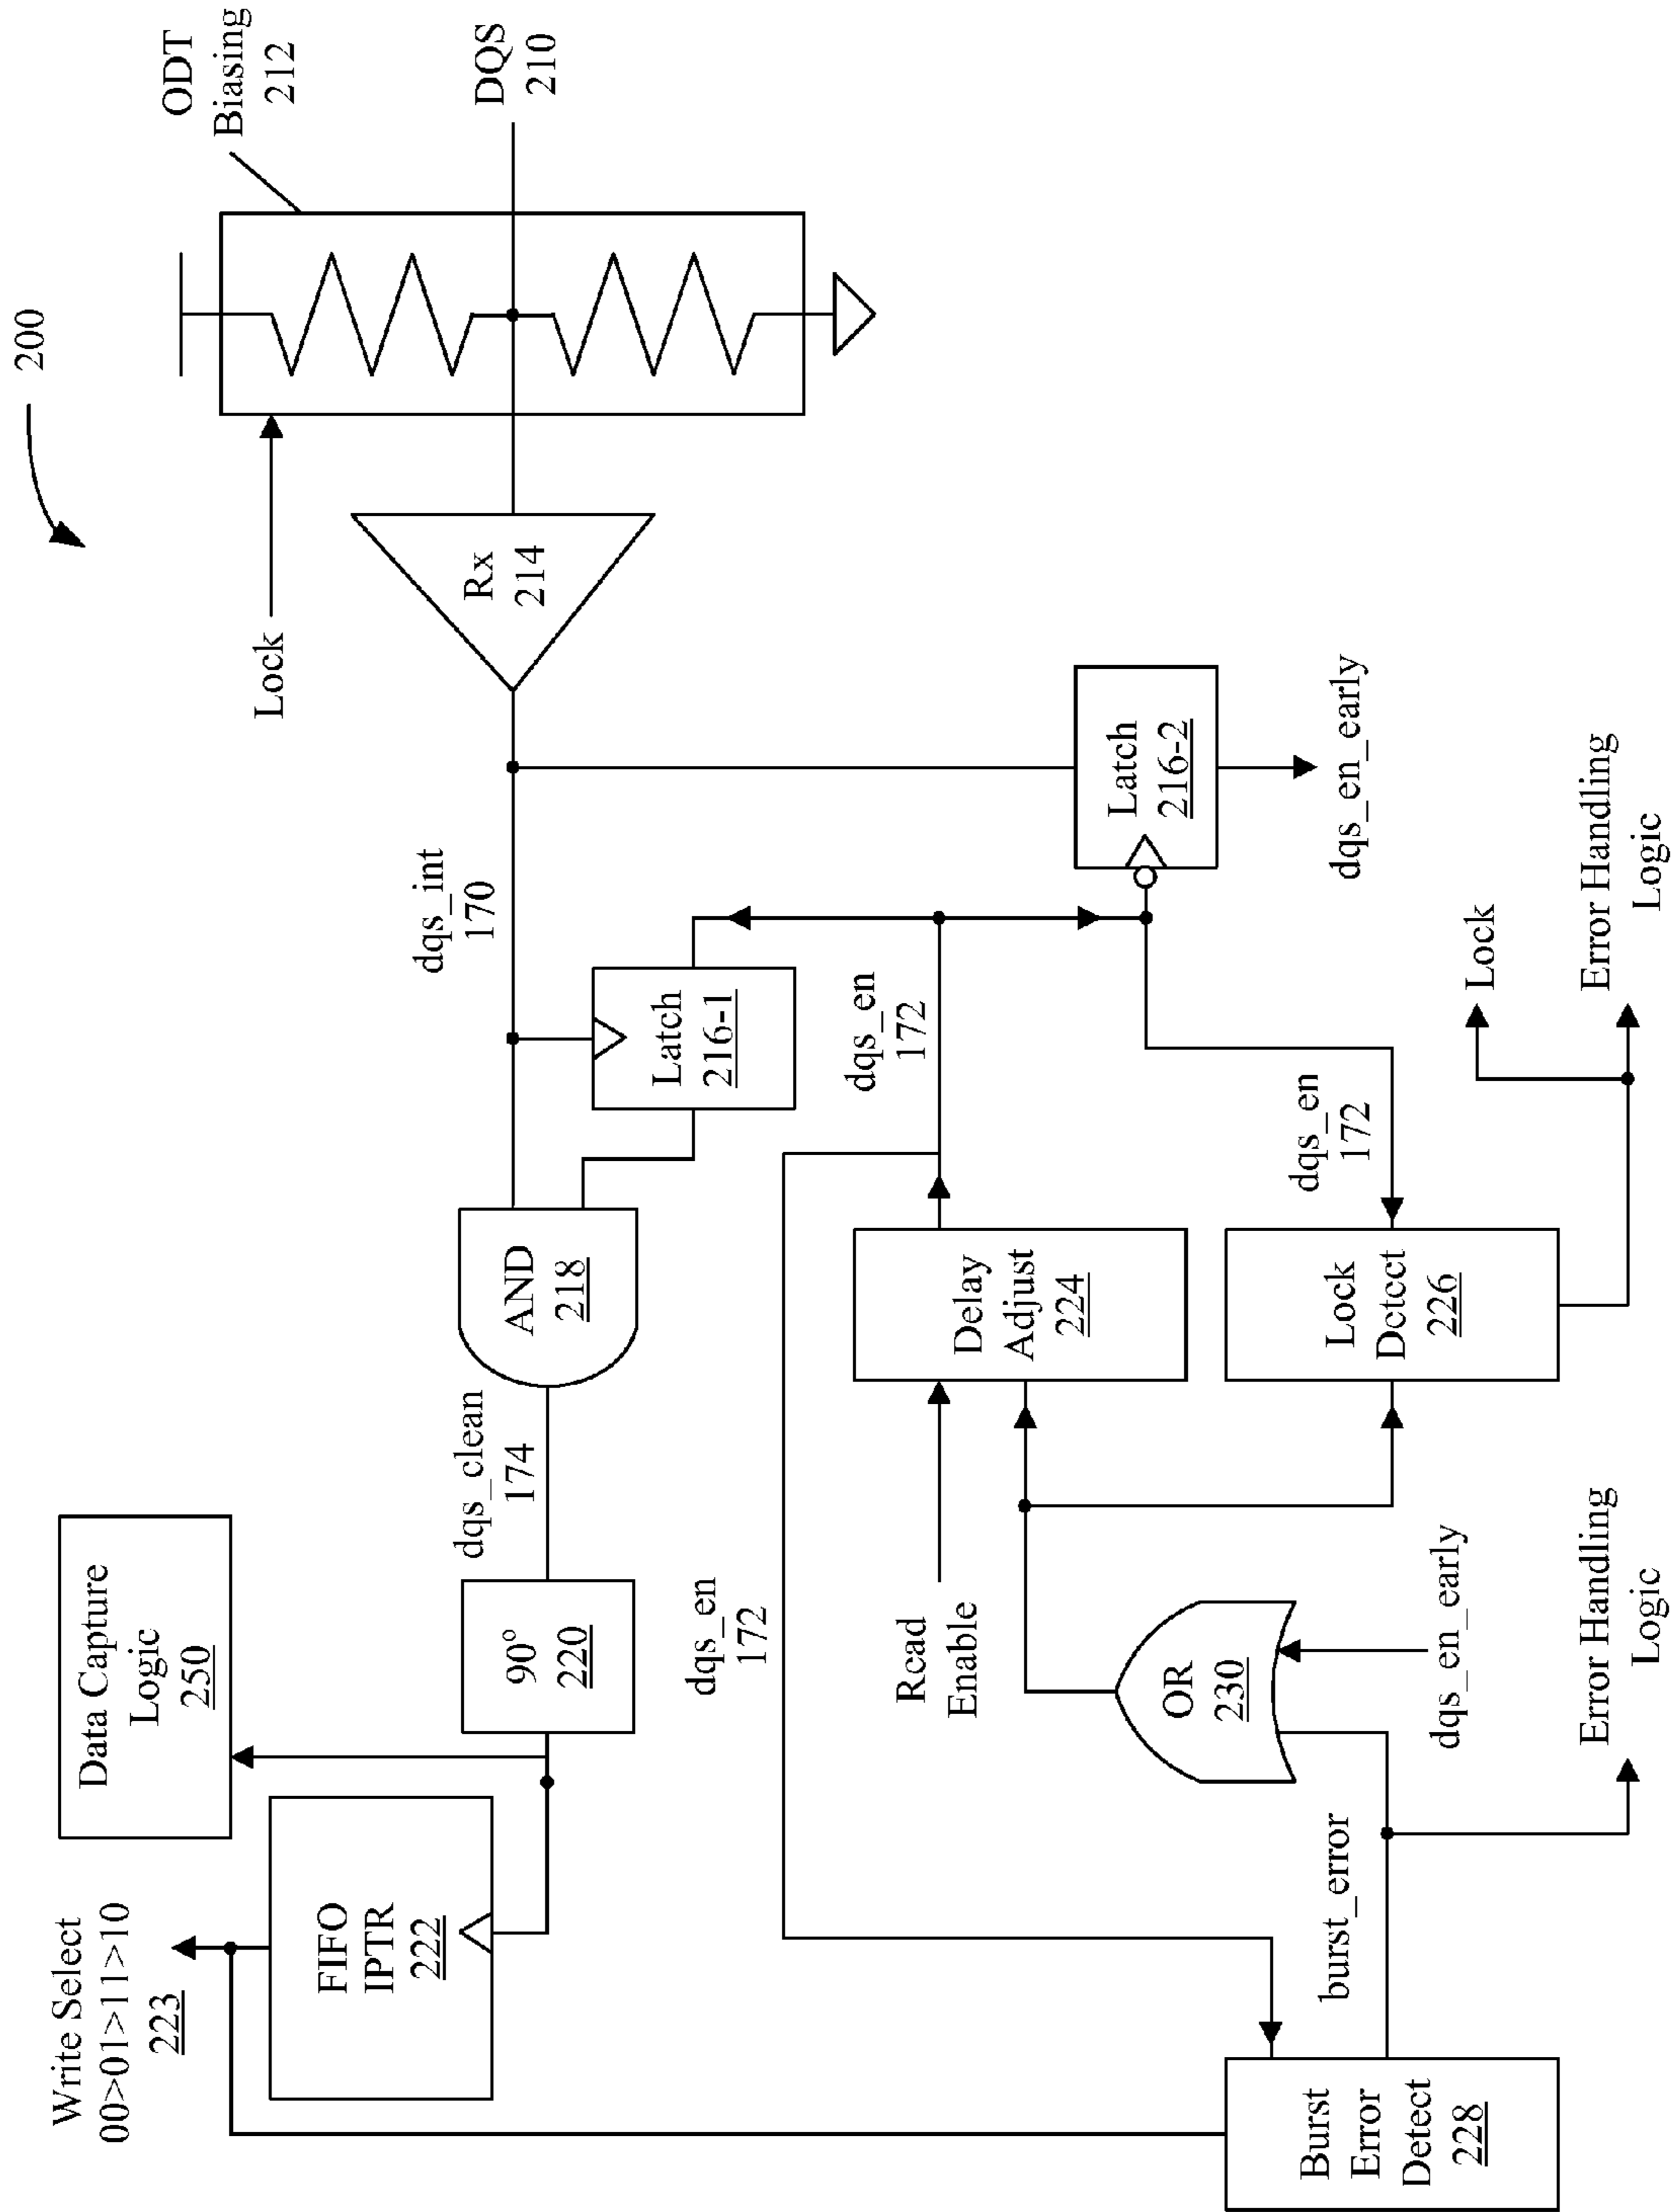 200
Write Select
00>01>11>10
223
Data Capture
Logic
250
ODT
Biasing
212
Lock
FIFO
IPTR
222
90°
220
dqs_clean
174
AND
218
dqs_int
170
Rx
214
DQS
210
Latch
216-1
dqs_en
172
dqs_en
172
Rcad
Enable
Delay
Adjust
224
Latch
216-2
OR
230
dqs_en_early
burst_error
dqs_en_early
dqs_en
172
Burst
Error
Detect
228
Lock
Dctcct
226
Lock
Error Handling
Logic
Error Handling
Logic